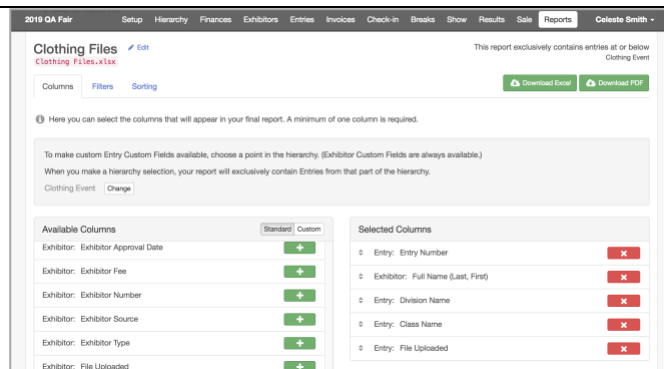 2019 QA Fair Setup Hierarchy Finances Exhibitors Entries Invoices Check-in Breaks Show Results Sale Reports Celeste Smith
Clothing Files Edit
This report exclusively contains entries at or below
Clothing Event
Clothing Files.xlsx
Columns Filters Sorting
Download Excel Download PDF
Here you can select the columns that will appear in your final report. A minimum of one column is required.
To make custom Entry Custom Fields available, choose a point in the hierarchy. (Exhibitor Custom Fields are always available.)
When you make a hierarchy selection, your report will exclusively contain Entries from that part of the hierarchy.
Clothing Event Change
Available Columns Standard Custom
Exhibitor: Exhibitor Approval Date
Exhibitor: Exhibitor Fee
Exhibitor: Exhibitor Number
Exhibitor: Exhibitor Source
Exhibitor: Exhibitor Type
Exhibitor: File Uploaded
Selected Columns
Entry: Entry Number
Exhibitor: Full Name (Last, First)
Entry: Division Name
Entry: Class Name
Entry: File Uploaded